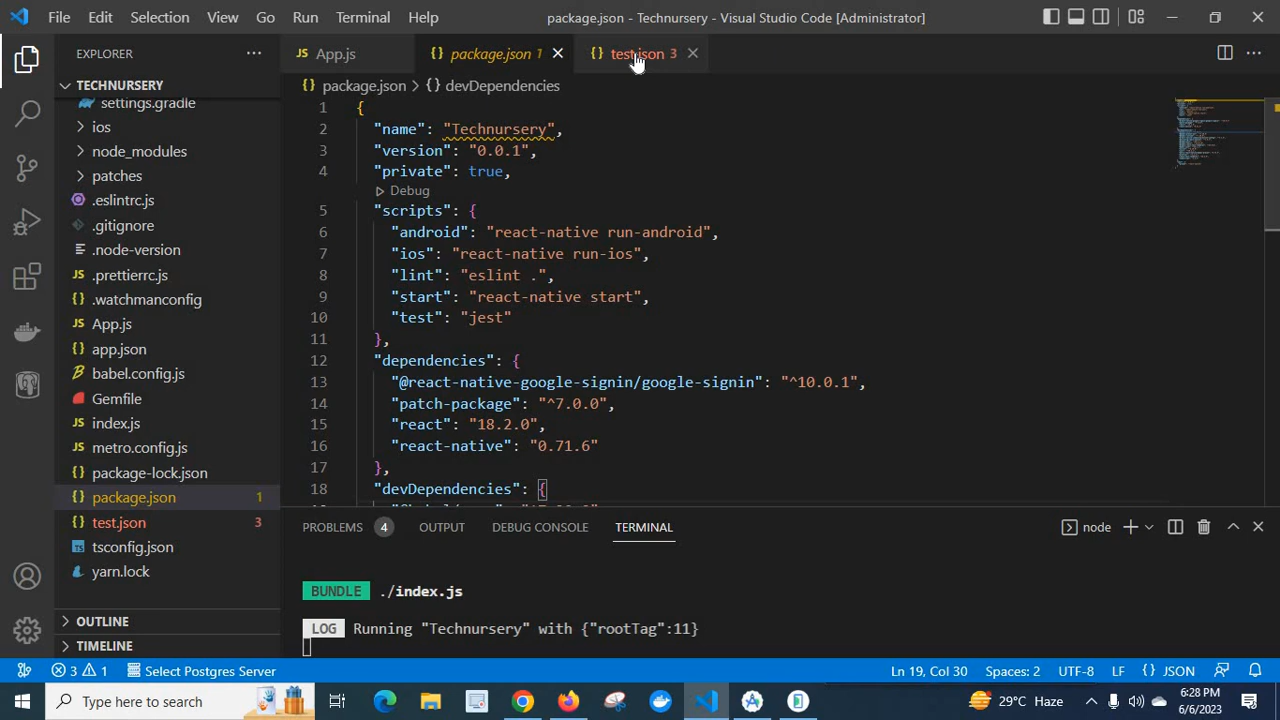 File Edit Selection View Go Run Terminal Help package.json - Technursery - Visual Studio Code [Administrator]
EXPLORER
TECHNURSERY
settings.gradle
ios
node_modules
patches
.eslintrc.js
.gitignore
.node-version
.prettierrc.js
.watchmanconfig
App.js
app.json
babel.config.js
Gemfile
index.js
metro.config.js
package-lock.json
package.json 1
test.json 3
tsconfig.json
yarn.lock
OUTLINE
TIMELINE
App.js package.json 1 test.json 3
package.json > {} devDependencies
1 {
2 "name": "Technursery",
3 "version": "0.0.1",
4 "private": true,
Debug
5 "scripts": {
6 "android": "react-native run-android",
7 "ios": "react-native run-ios",
8 "lint": "eslint .",
9 "start": "react-native start",
10 "test": "jest"
11 },
12 "dependencies": {
13 "@react-native-google-signin/google-signin": "^10.0.1",
14 "patch-package": "^7.0.0",
15 "react": "18.2.0",
16 "react-native": "0.71.6"
17 },
18 "devDependencies": {
PROBLEMS 4 OUTPUT DEBUG CONSOLE TERMINAL node
BUNDLE ./index.js
LOG Running "Technursery" with {"rootTag":11}
3 1 Select Postgres Server Ln 19, Col 30 Spaces: 2 UTF-8 LF {} JSON
Type here to search 29°C Haze 6:28 PM
6/6/2023